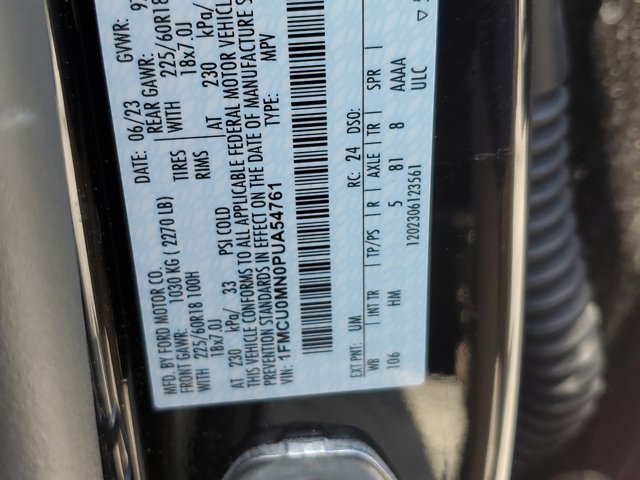 MFD. BY FORD MOTOR CO.
DATE: 06/23
GVWR:
FRONT GAWR: 1030 KG (2270 LB)
REAR GAWR:
225/60R18 100H
TIRES
WITH
225/60R18
18x7.0J
RIMS
18x7.0J
AT 230 kPa/ 33 PSI COLD
AT 230 kPa/
THIS VEHICLE CONFORMS TO ALL APPLICABLE FEDERAL MOTOR VEHICLE
PREVENTION STANDARDS IN EFFECT ON THE DATE OF MANUFACTURE
VIN: 1FMCU0MN0PUA54761
TYPE: MPV
EXT PNT: UM RC: 24 DSO:
WB INT TR TP/PS R AXLE TR SPR
106 HM 5 81 8 AAAA
1202306123561 ULC